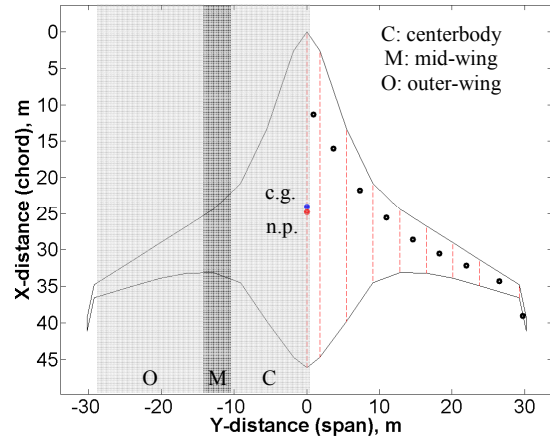 C: centerbody
M: mid-wing
O: outer-wing
0
5
10
15
20
25
30
35
40
45
X-distance (chord), m
c.g.
n.p.
O
M
C
-30
-20
-10
0
10
20
30
Y-distance (span), m